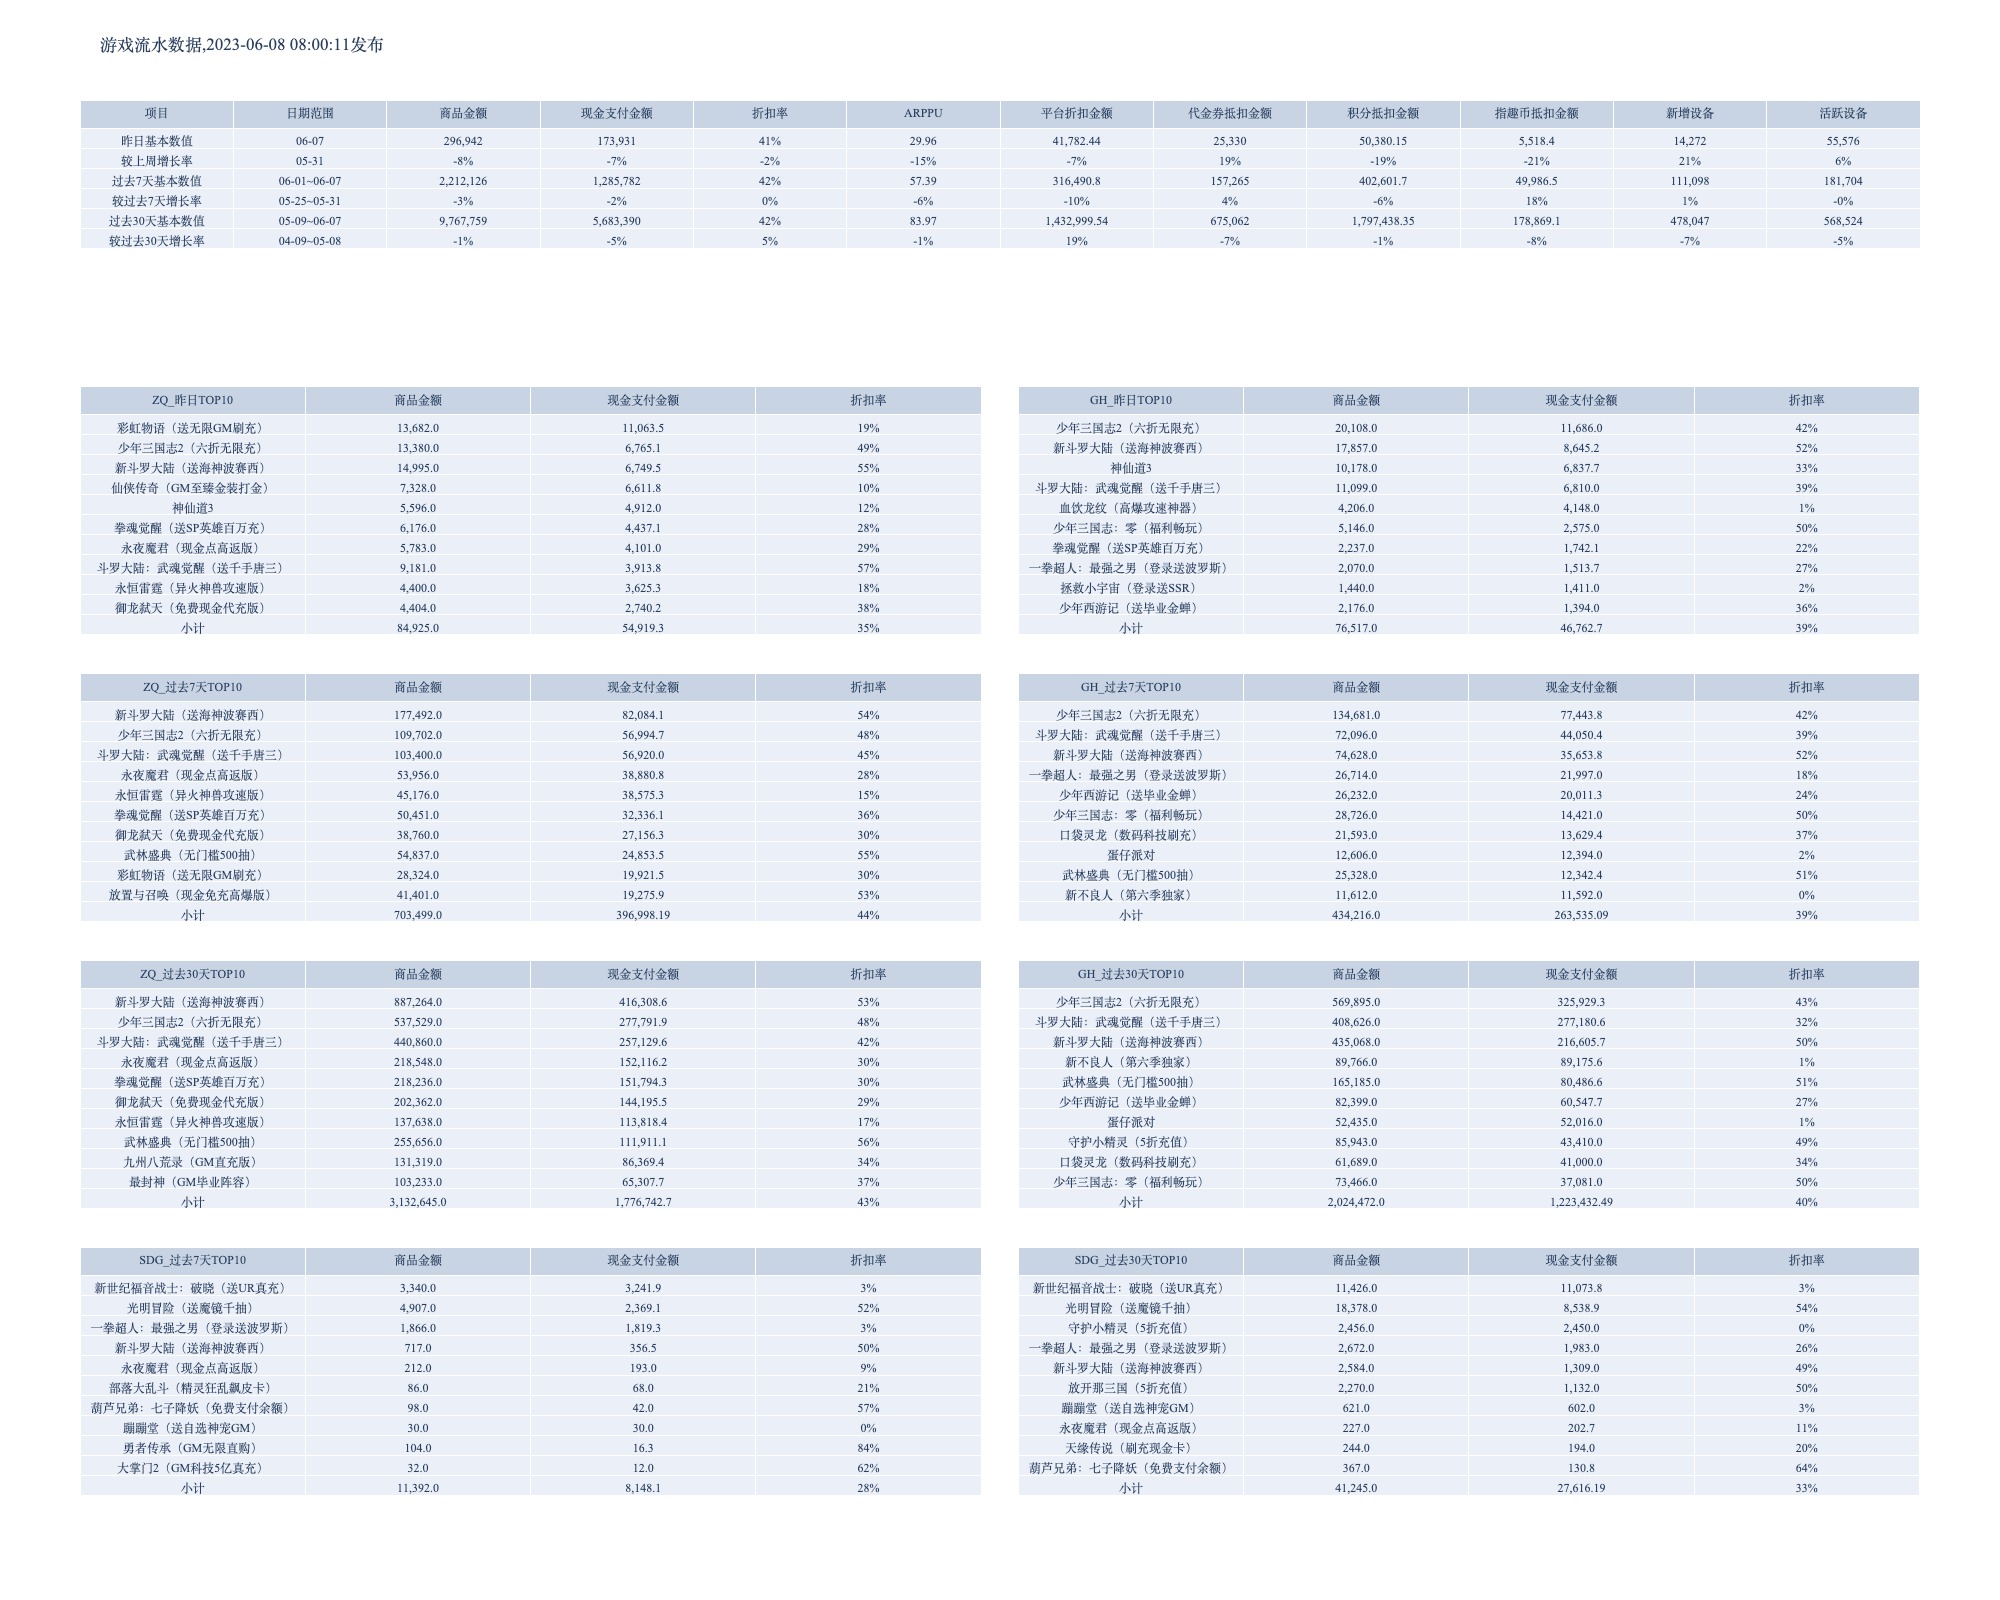 游戏流水数据,2023-06-08 08:00:11发布
项目 日期范围 商品金额 现金支付金额 折扣率 ARPPU 平台折扣金额 代金券抵扣金额 积分抵扣金额 指趣币抵扣金额 新增设备 活跃设备
昨日基本数值 06-07 296,942 173,931 41% 29.96 41,782.44 25,330 50,380.15 5,518.4 14,272 55,576
较上周增长率 05-31 -8% -7% -2% -15% -7% 19% -19% -21% 21% 6%
过去7天基本数值 06-01~06-07 2,212,126 1,285,782 42% 57.39 316,490.8 157,265 402,601.7 49,986.5 111,098 181,704
较过去7天增长率 05-25~05-31 -3% -2% 0% -6% -10% 4% -6% 18% 1% -0%
过去30天基本数值 05-09~06-07 9,767,759 5,683,390 42% 83.97 1,432,999.54 675,062 1,797,438.35 178,869.1 478,047 568,524
较过去30天增长率 04-09~05-08 -1% -5% 5% -1% 19% -7% -1% -8% -7% -5%
ZQ_昨日TOP10 商品金额 现金支付金额 折扣率
彩虹物语（送无限GM刷充） 13,682.0 11,063.5 19%
少年三国志2（六折无限充） 13,380.0 6,765.1 49%
新斗罗大陆（送海神波赛西） 14,995.0 6,749.5 55%
仙侠传奇（GM至臻金装打金） 7,328.0 6,611.8 10%
神仙道3 5,596.0 4,912.0 12%
拳魂觉醒（送SP英雄百万充） 6,176.0 4,437.1 28%
永夜魔君（现金点高返版） 5,783.0 4,101.0 29%
斗罗大陆：武魂觉醒（送千手唐三） 9,181.0 3,913.8 57%
永恒雷霆（异火神兽攻速版） 4,400.0 3,625.3 18%
御龙弑天（免费现金代充版） 4,404.0 2,740.2 38%
小计 84,925.0 54,919.3 35%
GH_昨日TOP10 商品金额 现金支付金额 折扣率
少年三国志2（六折无限充） 20,108.0 11,686.0 42%
新斗罗大陆（送海神波赛西） 17,857.0 8,645.2 52%
神仙道3 10,178.0 6,837.7 33%
斗罗大陆：武魂觉醒（送千手唐三） 11,099.0 6,810.0 39%
血饮龙纹（高爆攻速神器） 4,206.0 4,148.0 1%
少年三国志：零（福利畅玩） 5,146.0 2,575.0 50%
拳魂觉醒（送SP英雄百万充） 2,237.0 1,742.1 22%
一拳超人：最强之男（登录送波罗斯） 2,070.0 1,513.7 27%
拯救小宇宙（登录送SSR） 1,440.0 1,411.0 2%
少年西游记（送毕业金蝉） 2,176.0 1,394.0 36%
小计 76,517.0 46,762.7 39%
ZQ_过去7天TOP10 商品金额 现金支付金额 折扣率
新斗罗大陆（送海神波赛西） 177,492.0 82,084.1 54%
少年三国志2（六折无限充） 109,702.0 56,994.7 48%
斗罗大陆：武魂觉醒（送千手唐三） 103,400.0 56,920.0 45%
永夜魔君（现金点高返版） 53,956.0 38,880.8 28%
永恒雷霆（异火神兽攻速版） 45,176.0 38,575.3 15%
拳魂觉醒（送SP英雄百万充） 50,451.0 32,336.1 36%
御龙弑天（免费现金代充版） 38,760.0 27,156.3 30%
武林盛典（无门槛500抽） 54,837.0 24,853.5 55%
彩虹物语（送无限GM刷充） 28,324.0 19,921.5 30%
放置与召唤（现金免充高爆版） 41,401.0 19,275.9 53%
小计 703,499.0 396,998.19 44%
GH_过去7天TOP10 商品金额 现金支付金额 折扣率
少年三国志2（六折无限充） 134,681.0 77,443.8 42%
斗罗大陆：武魂觉醒（送千手唐三） 72,096.0 44,050.4 39%
新斗罗大陆（送海神波赛西） 74,628.0 35,653.8 52%
一拳超人：最强之男（登录送波罗斯） 26,714.0 21,997.0 18%
少年西游记（送毕业金蝉） 26,232.0 20,011.3 24%
少年三国志：零（福利畅玩） 28,726.0 14,421.0 50%
口袋灵龙（数码科技刷充） 21,593.0 13,629.4 37%
蛋仔派对 12,606.0 12,394.0 2%
武林盛典（无门槛500抽） 25,328.0 12,342.4 51%
新不良人（第六季独家） 11,612.0 11,592.0 0%
小计 434,216.0 263,535.09 39%
ZQ_过去30天TOP10 商品金额 现金支付金额 折扣率
新斗罗大陆（送海神波赛西） 887,264.0 416,308.6 53%
少年三国志2（六折无限充） 537,529.0 277,791.9 48%
斗罗大陆：武魂觉醒（送千手唐三） 440,860.0 257,129.6 42%
永夜魔君（现金点高返版） 218,548.0 152,116.2 30%
拳魂觉醒（送SP英雄百万充） 218,236.0 151,794.3 30%
御龙弑天（免费现金代充版） 202,362.0 144,195.5 29%
永恒雷霆（异火神兽攻速版） 137,638.0 113,818.4 17%
武林盛典（无门槛500抽） 255,656.0 111,911.1 56%
九州八荒录（GM直充版） 131,319.0 86,369.4 34%
最封神（GM毕业阵容） 103,233.0 65,307.7 37%
小计 3,132,645.0 1,776,742.7 43%
GH_过去30天TOP10 商品金额 现金支付金额 折扣率
少年三国志2（六折无限充） 569,895.0 325,929.3 43%
斗罗大陆：武魂觉醒（送千手唐三） 408,626.0 277,180.6 32%
新斗罗大陆（送海神波赛西） 435,068.0 216,605.7 50%
新不良人（第六季独家） 89,766.0 89,175.6 1%
武林盛典（无门槛500抽） 165,185.0 80,486.6 51%
少年西游记（送毕业金蝉） 82,399.0 60,547.7 27%
蛋仔派对 52,435.0 52,016.0 1%
守护小精灵（5折充值） 85,943.0 43,410.0 49%
口袋灵龙（数码科技刷充） 61,689.0 41,000.0 34%
少年三国志：零（福利畅玩） 73,466.0 37,081.0 50%
小计 2,024,472.0 1,223,432.49 40%
SDG_过去7天TOP10 商品金额 现金支付金额 折扣率
新世纪福音战士：破晓（送UR真充） 3,340.0 3,241.9 3%
光明冒险（送魔镜千抽） 4,907.0 2,369.1 52%
一拳超人：最强之男（登录送波罗斯） 1,866.0 1,819.3 3%
新斗罗大陆（送海神波赛西） 717.0 356.5 50%
永夜魔君（现金点高返版） 212.0 193.0 9%
部落大乱斗（精灵狂乱飙皮卡） 86.0 68.0 21%
葫芦兄弟：七子降妖（免费支付余额） 98.0 42.0 57%
蹦蹦堂（送自选神宠GM） 30.0 30.0 0%
勇者传承（GM无限直购） 104.0 16.3 84%
大掌门2（GM科技5亿真充） 32.0 12.0 62%
小计 11,392.0 8,148.1 28%
SDG_过去30天TOP10 商品金额 现金支付金额 折扣率
新世纪福音战士：破晓（送UR真充） 11,426.0 11,073.8 3%
光明冒险（送魔镜千抽） 18,378.0 8,538.9 54%
守护小精灵（5折充值） 2,456.0 2,450.0 0%
一拳超人：最强之男（登录送波罗斯） 2,672.0 1,983.0 26%
新斗罗大陆（送海神波赛西） 2,584.0 1,309.0 49%
放开那三国（5折充值） 2,270.0 1,132.0 50%
蹦蹦堂（送自选神宠GM） 621.0 602.0 3%
永夜魔君（现金点高返版） 227.0 202.7 11%
天缘传说（刷充现金卡） 244.0 194.0 20%
葫芦兄弟：七子降妖（免费支付余额） 367.0 130.8 64%
小计 41,245.0 27,616.19 33%